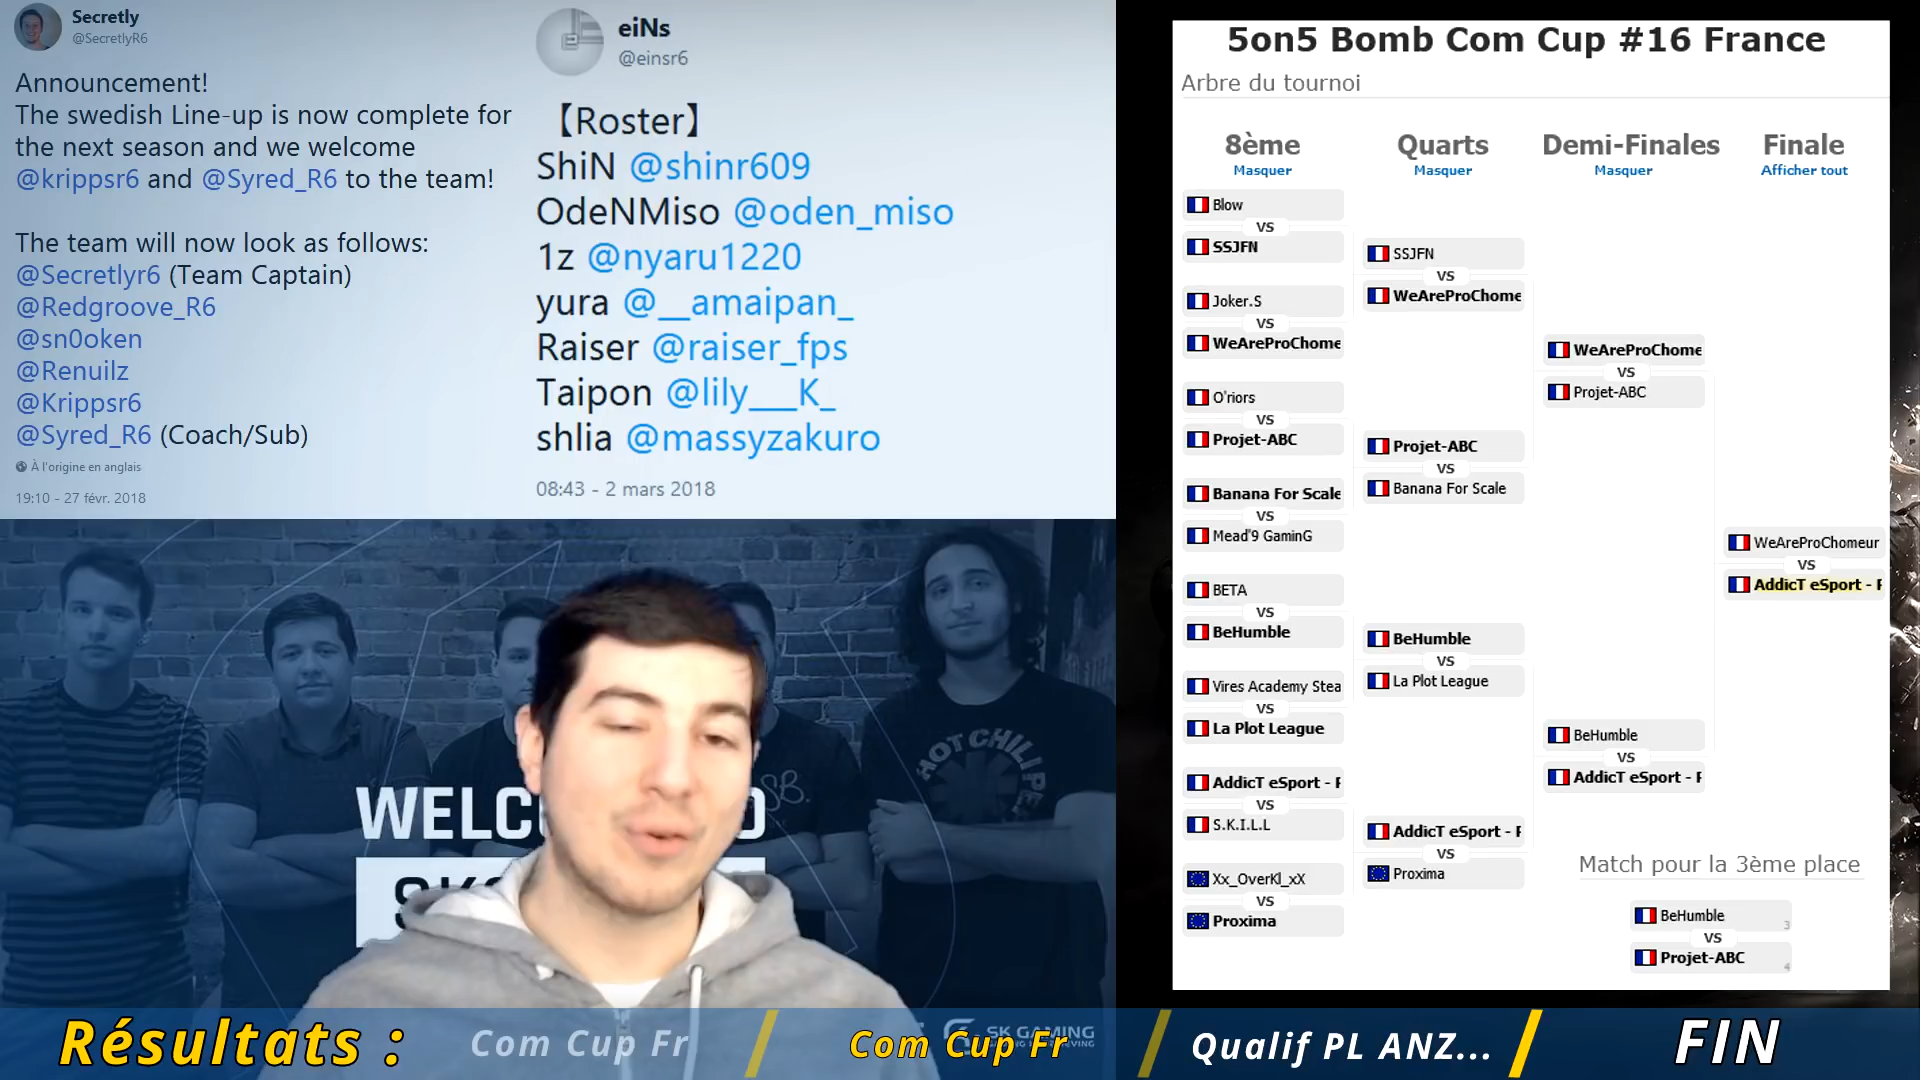 Secretly
@SecretlyR6
Announcement!
The swedish Line-up is now complete for
the next season and we welcome
@krippsr6 and @Syred_R6 to the team!
The team will now look as follows:
@Secretlyr6 (Team Captain)
@Redgroove_R6
@sn0oken
@Renuilz
@Krippsr6
@Syred_R6 (Coach/Sub)
À l'origine en anglais
19:10 - 27 févr. 2018
eiNs
@einsr6
【Roster】
ShiN @shinr609
OdeNMiso @oden_miso
1z @nyaru1220
yura @__amaipan_
Raiser @raiser_fps
Taipon @lily___K_
shlia @massyzakuro
08:43 - 2 mars 2018
5on5 Bomb Com Cup #16 France
Arbre du tournoi
8ème
Masquer
Blow
VS
SSJFN
Joker.S
VS
WeAreProChome
O'riors
VS
Projet-ABC
Banana For Scale
VS
Mead'9 GaminG
BETA
VS
BeHumble
Vires Academy Stea
VS
La Plot League
AddicT eSport - F
VS
S.K.I.L.L
Xx_OverKl_xX
VS
Proxima
Quarts
Masquer
SSJFN
VS
WeAreProChome
Projet-ABC
VS
Banana For Scale
BeHumble
VS
La Plot League
AddicT eSport - F
VS
Proxima
Demi-Finales
Masquer
WeAreProChome
VS
Projet-ABC
BeHumble
VS
AddicT eSport - F
Finale
Afficher tout
WeAreProChomeur
VS
AddicT eSport - F
Match pour la 3ème place
BeHumble
3
VS
Projet-ABC
4
HOT CHILI PE
SK GAMING
Résultats :
Com Cup Fr
Com Cup Fr
Qualif PL ANZ...
FIN